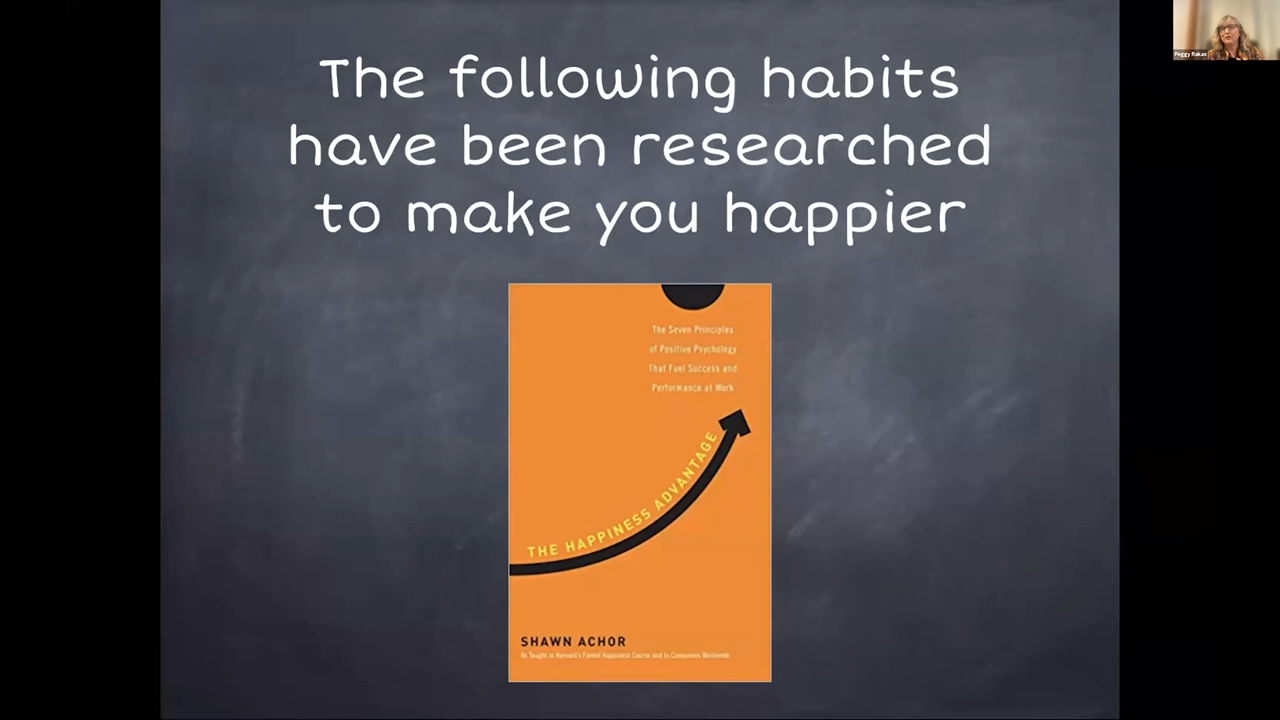 The following habits
have been researched
to make you happier
Peggy Rakas
The Seven Principles
of Positive Psychology
That Fuel Success and
Performance at Work
THE HAPPINESS ADVANTAGE
SHAWN ACHOR
As Taught in Harvard's Famed Happiness Course and to Companies Worldwide